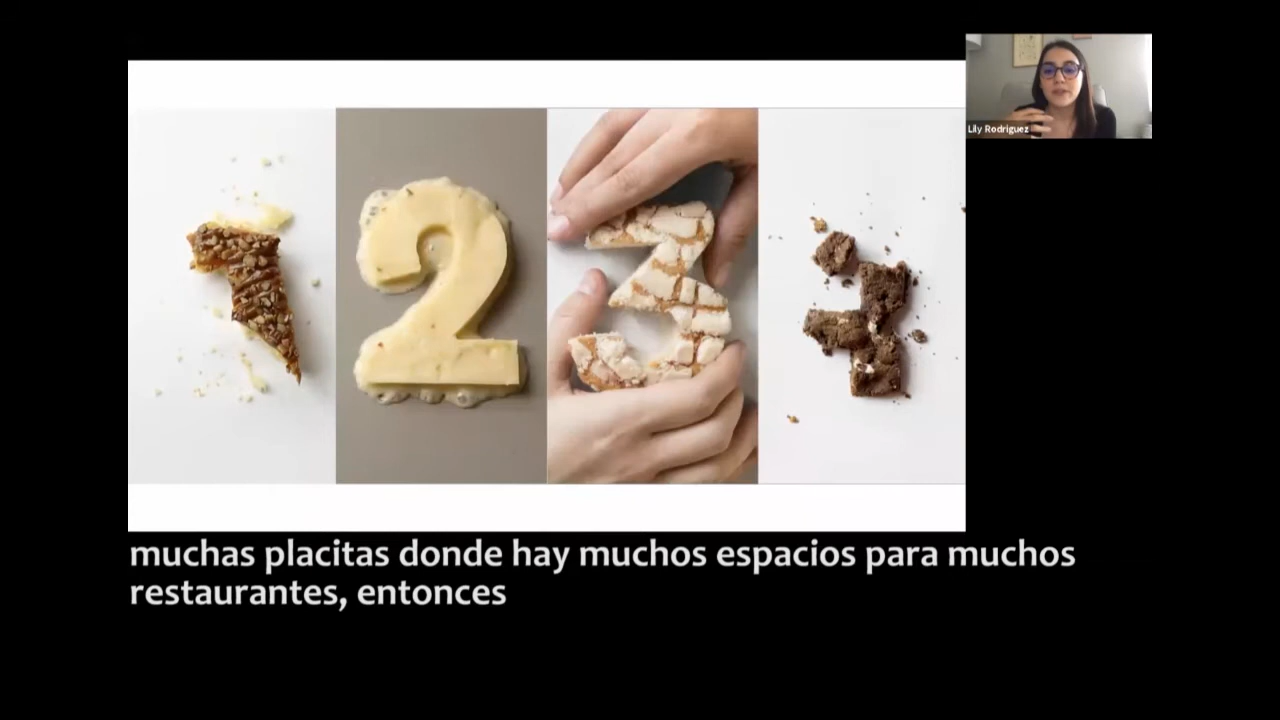 1 2 3 4
Lily Rodriguez
muchas placitas donde hay muchos espacios para muchos
restaurantes, entonces